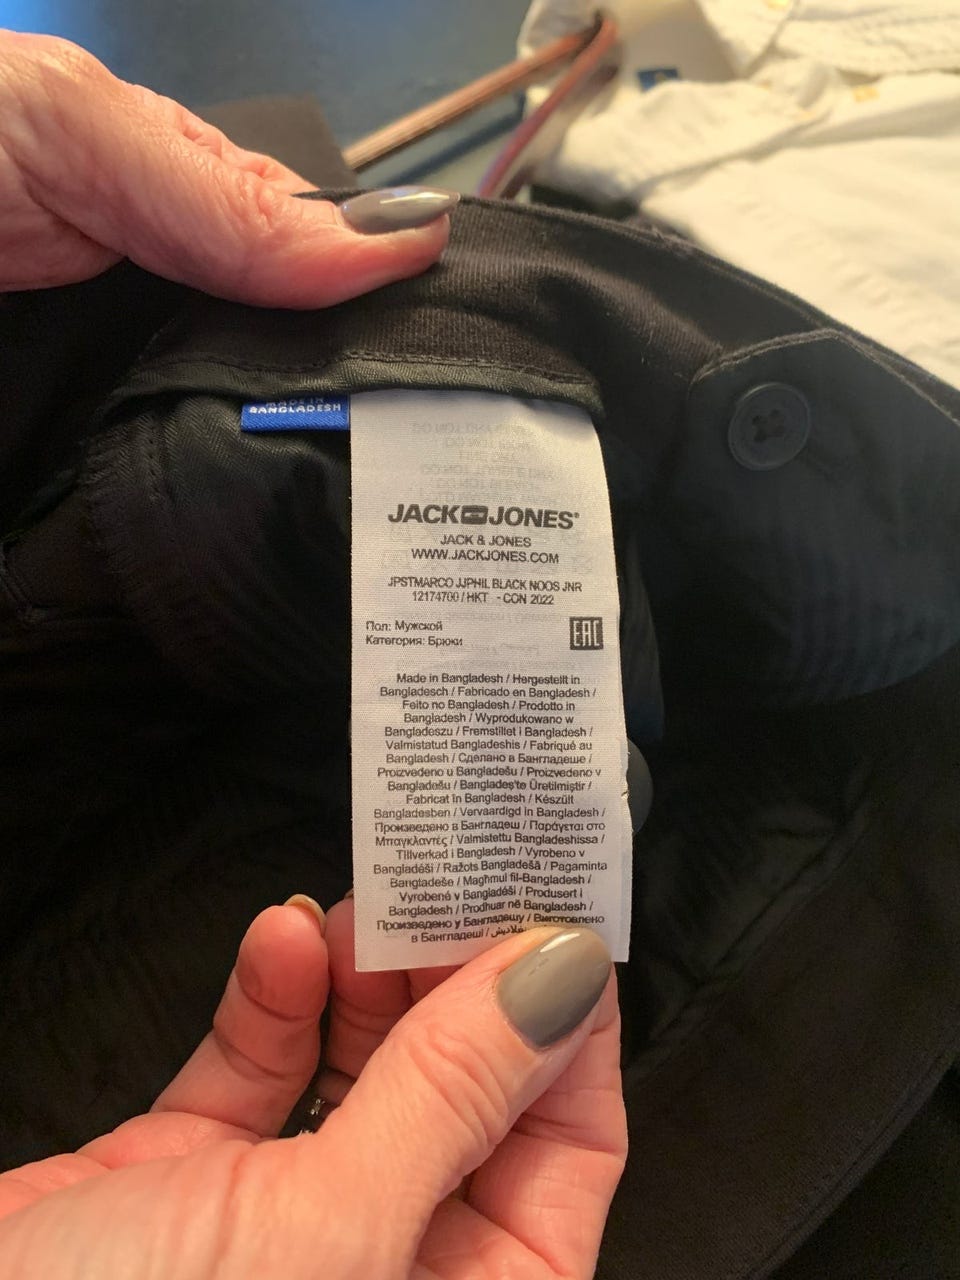 MADE IN
BANGLADESH
JACK JONES®
JACK & JONES
WWW.JACKJONES.COM
JPSTMARCO JJPHIL BLACK NOOS JNR
12174700 / HKT - CON 2022
Пол: Мужской
Категория: Брюки
EAC
Made in Bangladesh / Hergestellt in
Bangladesch / Fabricado en Bangladesh /
Feito no Bangladesh / Prodotto in
Bangladesh / Wyprodukowano w
Bangladeszu / Fremstillet i Bangladesh /
Valmistatud Bangladeshis / Fabriqué au
Bangladesh / Сделано в Бангладеше /
Proizvedeno u Bangladešu / Proizvedeno v
Bangladešu / Bangladeş'te Üretilmiştir /
Fabricat în Bangladesh / Készült
Bangladesben / Vervaardigd in Bangladesh /
Произведено в Бангладеш / Παράγεται στο
Μπαγκλαντές / Valmistettu Bangladeshissa /
Tillverkad i Bangladesh / Vyrobeno v
Bangladéši / Ražots Bangladešā / Pagaminta
Bangladeše / Magħmul fil-Bangladesh /
Vyrobené v Bangladéši / Produsert i
Bangladesh / Prodhuar në Bangladesh /
Произведено у Бангладешу / Виготовлено
в Бангладеші /